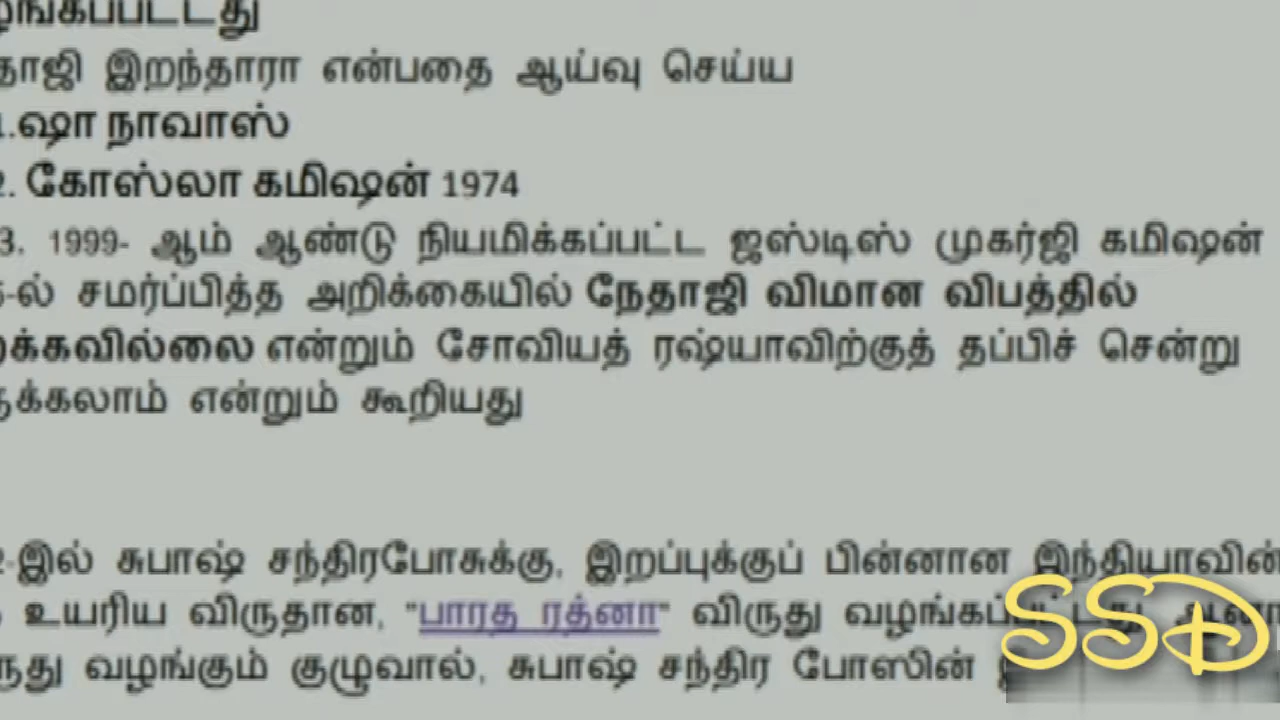 தாஜி இறந்தாரா என்பதை ஆய்வு செய்ய
1.ஷா நாவாஸ்
2. கோஸ்லா கமிஷன் 1974
3. 1999- ஆம் ஆண்டு நியமிக்கப்பட்ட ஜஸ்டிஸ் முகர்ஜி கமிஷன்
-ல் சமர்ப்பித்த அறிக்கையில் நேதாஜி விமான விபத்தில்
றக்கவில்லை என்றும் சோவியத் ரஷ்யாவிற்குத் தப்பிச் சென்று
க்கலாம் என்றும் கூறியது
-இல் சுபாஷ் சந்திரபோசுக்கு, இறப்புக்குப் பின்னான இந்தியாவின்
உயரிய விருதான, "பாரத ரத்னா" விருது வழங்கப்பட்டது
ருது வழங்கும் குழுவால், சுபாஷ் சந்திர போஸின்
SSD